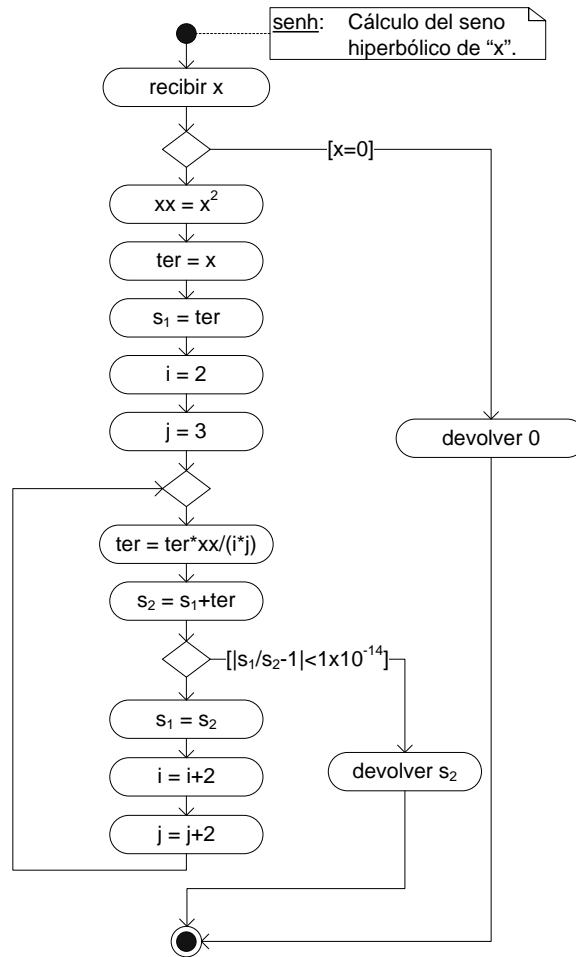 senh: Cálculo del seno
hiperbólico de “x”.
recibir x
[x=0]
xx = x²
ter = x
s₁ = ter
i = 2
j = 3
devolver 0
ter = ter*xx/(i*j)
s₂ = s₁+ter
[|s₁/s₂-1|<1x10⁻¹⁴]
s₁ = s₂
i = i+2
devolver s₂
j = j+2